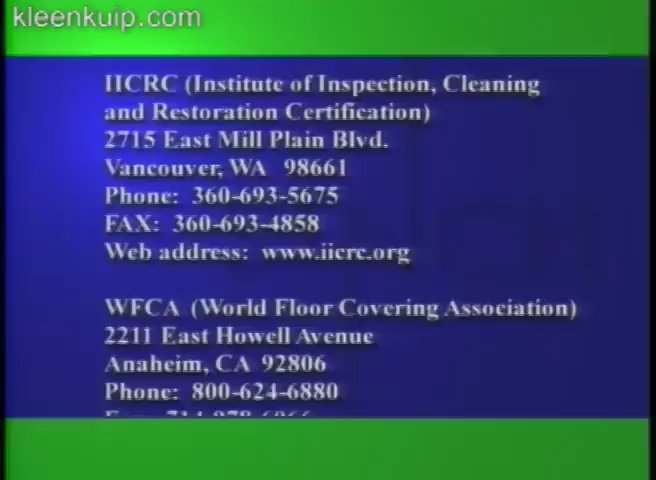 kleenkuip.com
IICRC (Institute of Inspection, Cleaning
and Restoration Certification)
2715 East Mill Plain Blvd.
Vancouver, WA 98661
Phone: 360-693-5675
FAX: 360-693-4858
Web address: www.iicrc.org
WFCA (World Floor Covering Association)
2211 East Howell Avenue
Anaheim, CA 92806
Phone: 800-624-6880